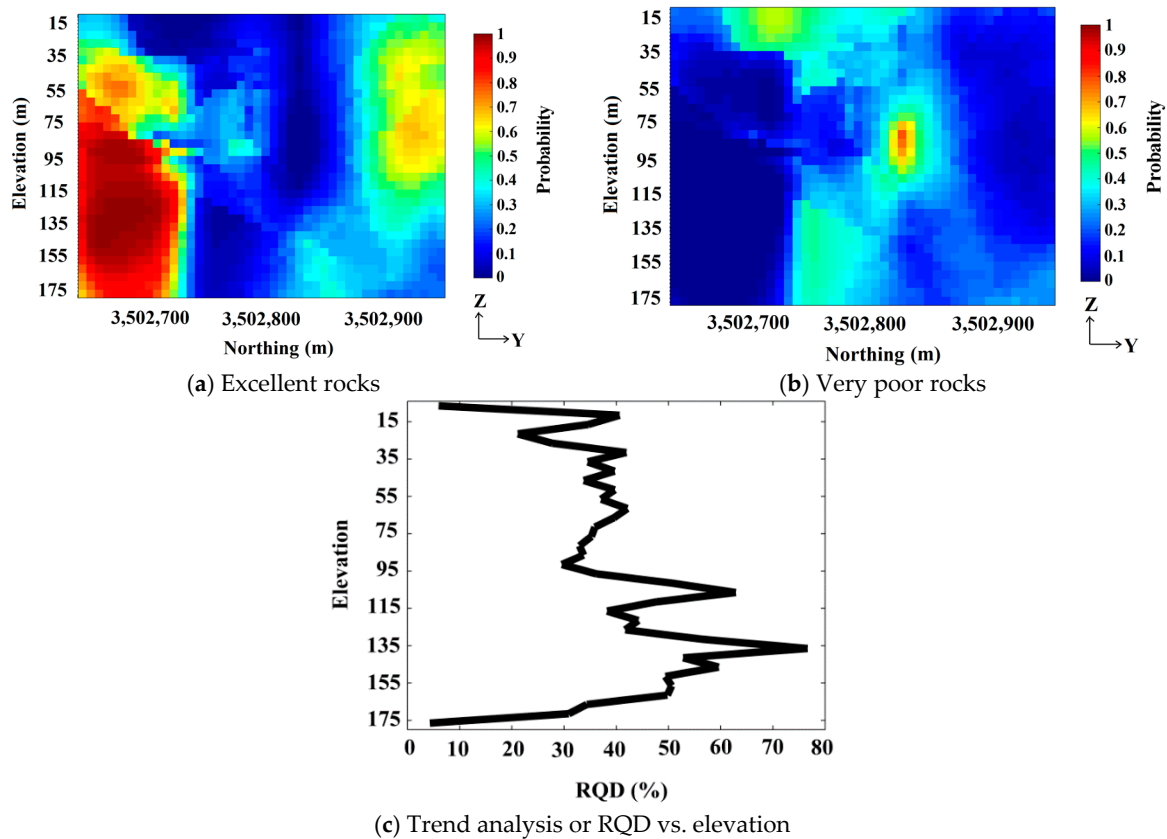 15
35
55
75
95
115
135
155
175
Elevation (m)
3,502,700 3,502,800 3,502,900
Northing (m)
1
0.9
0.8
0.7
0.6
0.5
0.4
0.3
0.2
0.1
0
Probability
Z
Y
(a) Excellent rocks
15
35
55
75
95
115
135
155
175
Elevation (m)
3,502,700 3,502,800 3,502,900
Northing (m)
1
0.9
0.8
0.7
0.6
0.5
0.4
0.3
0.2
0.1
0
Probability
Z
Y
(b) Very poor rocks
15
35
55
75
95
115
135
155
175
Elevation
0 10 20 30 40 50 60 70 80
RQD (%)
(c) Trend analysis or RQD vs. elevation